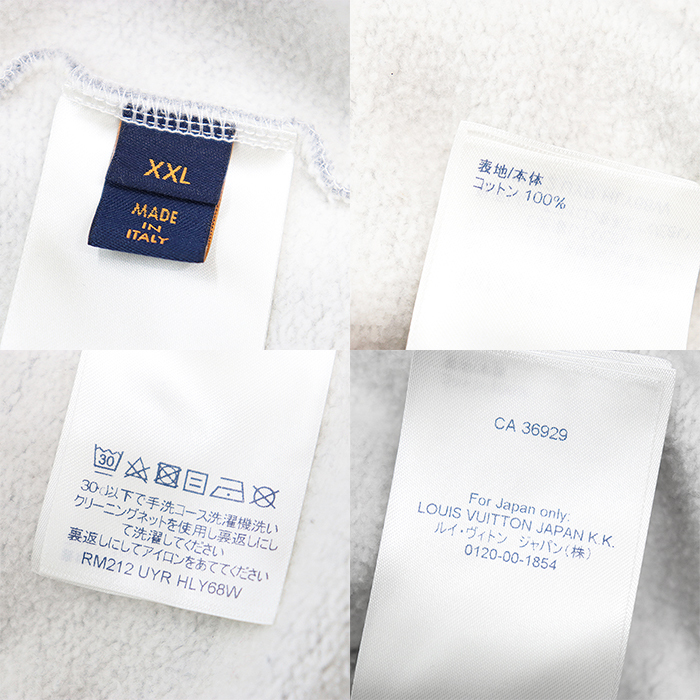 XXL
MADE
IN
ITALY
表地/本体
コットン 100%
30
30℃以下で手洗コース洗濯機洗い
クリーニングネットを使用し裏返しにし
て洗濯してください
裏返しにしてアイロンをあててください
RM212 UYR HLY68W
CA 36929
For Japan only:
LOUIS VUITTON JAPAN K.K.
ルイ・ヴィトン ジャパン(株)
0120-00-1854